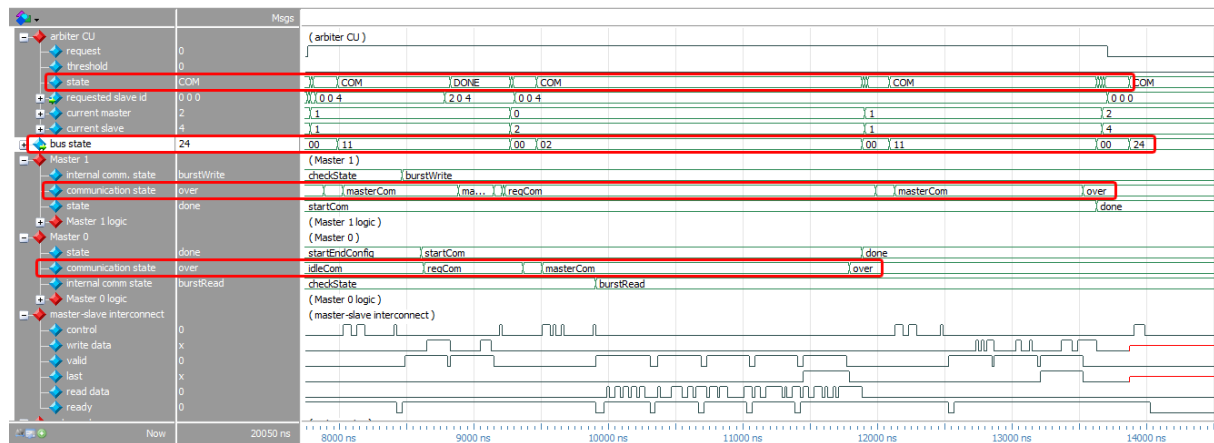 Msgs
arbiter CU ( arbiter CU )
request 0
threshold 0
state COM COM DONE COM COM COM
requested slave id 0 0 0 0 0 4 2 0 4 0 0 4 0 0 0
current master 2 1 0 1 2
current slave 4 1 2 1 4
bus state 24 00 11 00 02 00 11 00 24
Master 1 ( Master 1 )
internal comm. state burstWrite checkState burstWrite
communication state over masterCom ma... reqCom masterCom over
state done startCom done
Master 1 logic ( Master 1 logic )
Master 0 ( Master 0 )
state done startEndConfig startCom done
communication state over idleCom reqCom masterCom over
internal comm state burstRead checkState burstRead
Master 0 logic ( Master 0 logic )
master-slave interconnect ( master-slave interconnect )
control 0
write data x
valid 0
last x
read data 0
ready 0
Now 20050 ns 8000 ns 9000 ns 10000 ns 11000 ns 12000 ns 13000 ns 14000 ns